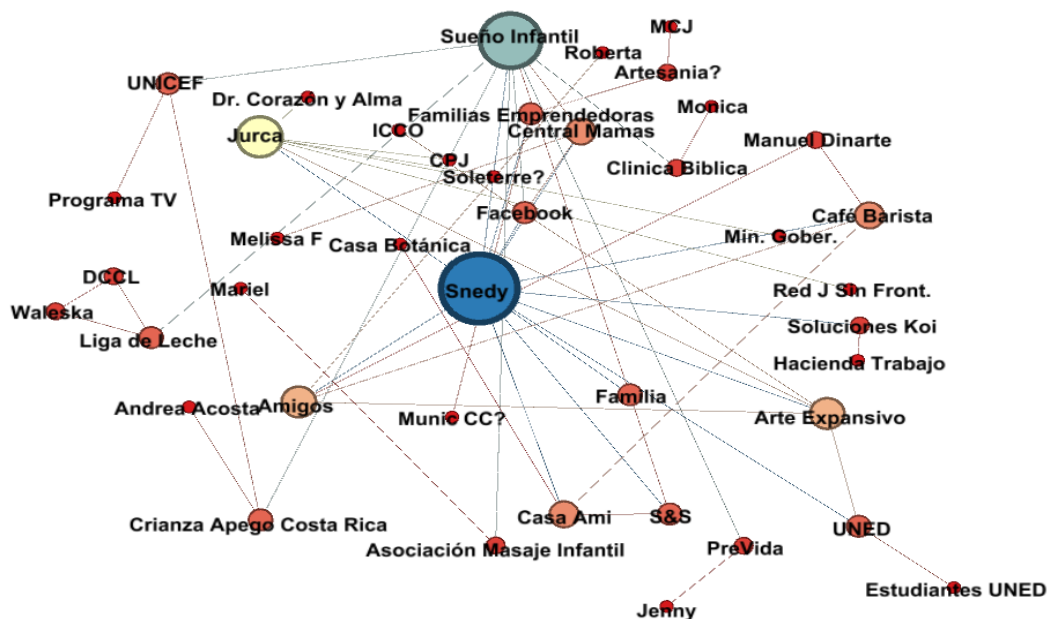 MCJ
Sueño Infantil
Roberta
Artesania?
UNICEF
Dr. Corazón y Alma
Monica
Familias Emprendedoras
Jurca
ICCO
Central Mamas
Manuel Dinarte
CPJ
Clinica Biblica
Soleterre?
Programa TV
Facebook
Café Barista
Melissa F
Casa Botánica
Min. Gober.
DCCL
Mariel
Snedy
Red J Sin Front.
Waleska
Soluciones Koi
Liga de Leche
Hacienda Trabajo
Familia
Andrea Acosta
Amigos
Munic CC?
Arte Expansivo
Crianza Apego Costa Rica
Casa Ami
S&S
UNED
Asociación Masaje Infantil
PreVida
Estudiantes UNED
Jenny